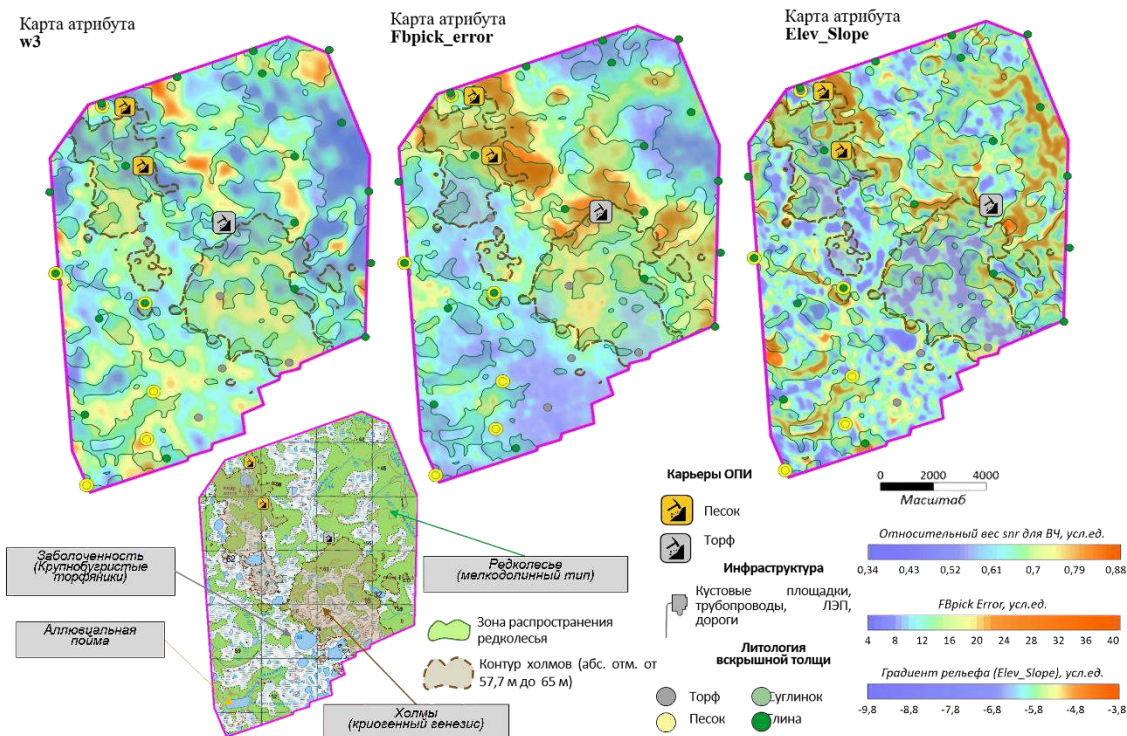 Карта атрибута
w3
Карта атрибута
Fbpick_error
Карта атрибута
Elev_Slope
Заболоченность
(Крупнобугристые
торфяники)
Аллювиальная
пойма
Редколесье
(мелкодолинный тип)
Зона распространения
редколесья
Контур холмов (абс. отм. от
57,7 м до 65 м)
Холмы
(криогенный генезис)
Карьеры ОПИ
Песок
Торф
Инфраструктура
Кустовые площадки,
трубопроводы, ЛЭП,
дороги
Литология
вскрышной толщи
Торф
Суглинок
Песок
Глина
0 2000 4000
Масштаб
Относительный вес snr для ВЧ, усл.ед.
0,34 0,43 0,52 0,61 0,7 0,79 0,88
FBpick Error, усл.ед.
4 8 10 12 14 16 18 20 22 24 28 36 40
Градиент рельефа (Elev_Slope), усл.ед.
-9,8 -7,8 -6,8 -5,8 -4,8 -3,8